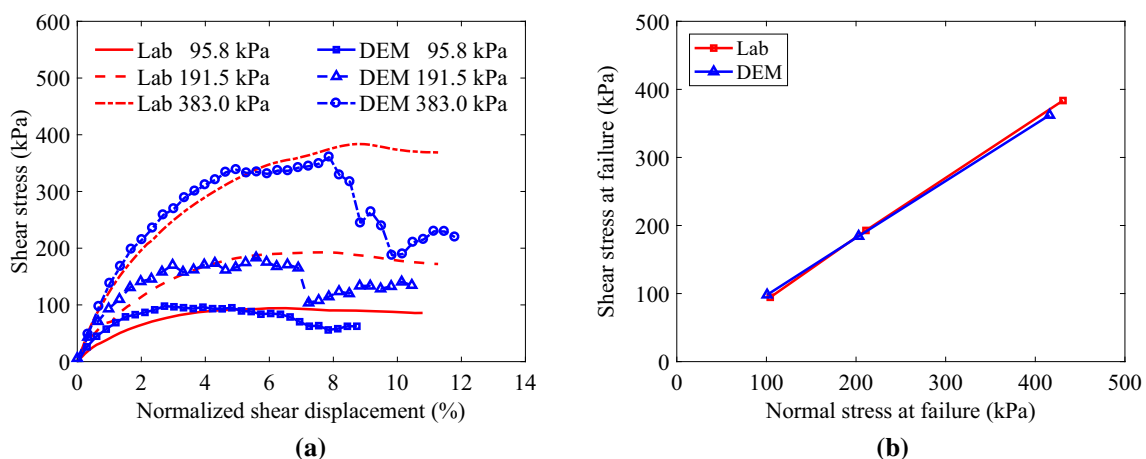 600
500
400
300
200
100
0
Shear stress (kPa)
Lab 95.8 kPa
Lab 191.5 kPa
Lab 383.0 kPa
DEM 95.8 kPa
DEM 191.5 kPa
DEM 383.0 kPa
0 2 4 6 8 10 12 14
Normalized shear displacement (%)
(a)
500
400
300
200
100
0
Shear stress at failure (kPa)
Lab
DEM
0 100 200 300 400 500
Normal stress at failure (kPa)
(b)